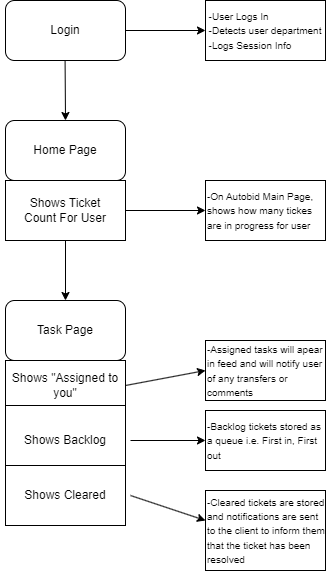 Login
-User Logs In
-Detects user department
-Logs Session Info
Home Page
Shows Ticket
Count For User
-On Autobid Main Page,
shows how many tickes
are in progress for user
Task Page
Shows "Assigned to
you"
-Assigned tasks will apear
in feed and will notify user
of any transfers or
comments
Shows Backlog
-Backlog tickets stored as
a queue i.e. First in, First
out
Shows Cleared
-Cleared tickets are stored
and notifications are sent
to the client to inform them
that the ticket has been
resolved